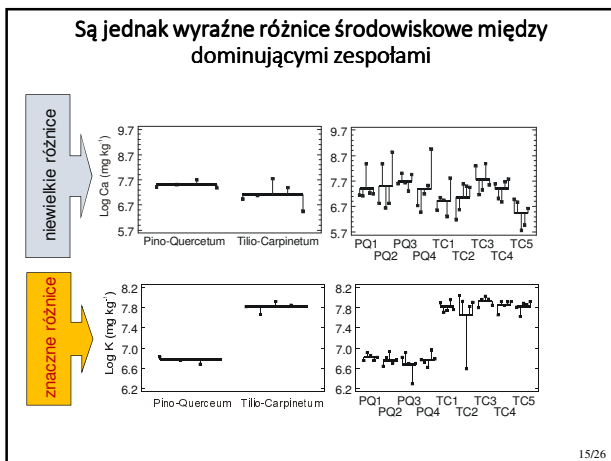 Są jednak wyraźne różnice środowiskowe między
dominującymi zespołami
niewielkie różnice
Log Ca (mg kg-1)
9.7
8.7
7.7
6.7
5.7
Pino-Quercetum Tilio-Carpinetum
9.7
8.7
7.7
6.7
5.7
PQ1 PQ3 TC1 TC3 TC5
PQ2 PQ4 TC2 TC4
znaczne różnice
Log K (mg kg-1)
8.2
7.8
7.4
7.0
6.6
6.2
Pino-Querceum Tilio-Carpinetum
8.2
7.8
7.4
7.0
6.6
6.2
PQ1 PQ3 TC1 TC3 TC5
PQ2 PQ4 TC2 TC4
15/26